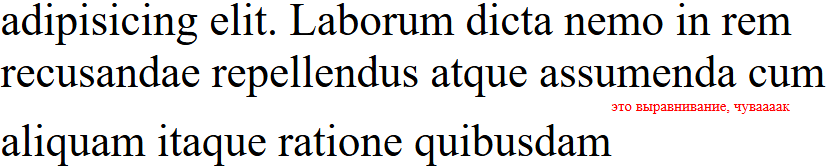 adipisicing elit. Laborum dicta nemo in rem
recusandae repellendus atque assumenda cum
aliquam itaque ratione quibusdam это выравнивание, чуваааак